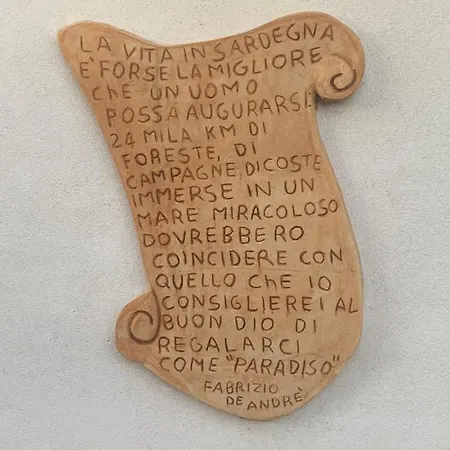 LA VITA IN SARDEGNA
E' FORSE LA MIGLIORE
ChE UN UOMO
POSSA AUGURARSI:
24 MILA KM DI
FORESTE, DI
CAMPAGNE, DI COSTE
IMMERSE IN UN
MARE MIRACOLOSO
DOVREBBERO
COINCIDERE CON
QUELLO ChE IO
CONSIGLIEREI AL
BUON DIO DI
REGALARCI
COME "PARADISO"
FABRIZIO
DE ANDRÈ